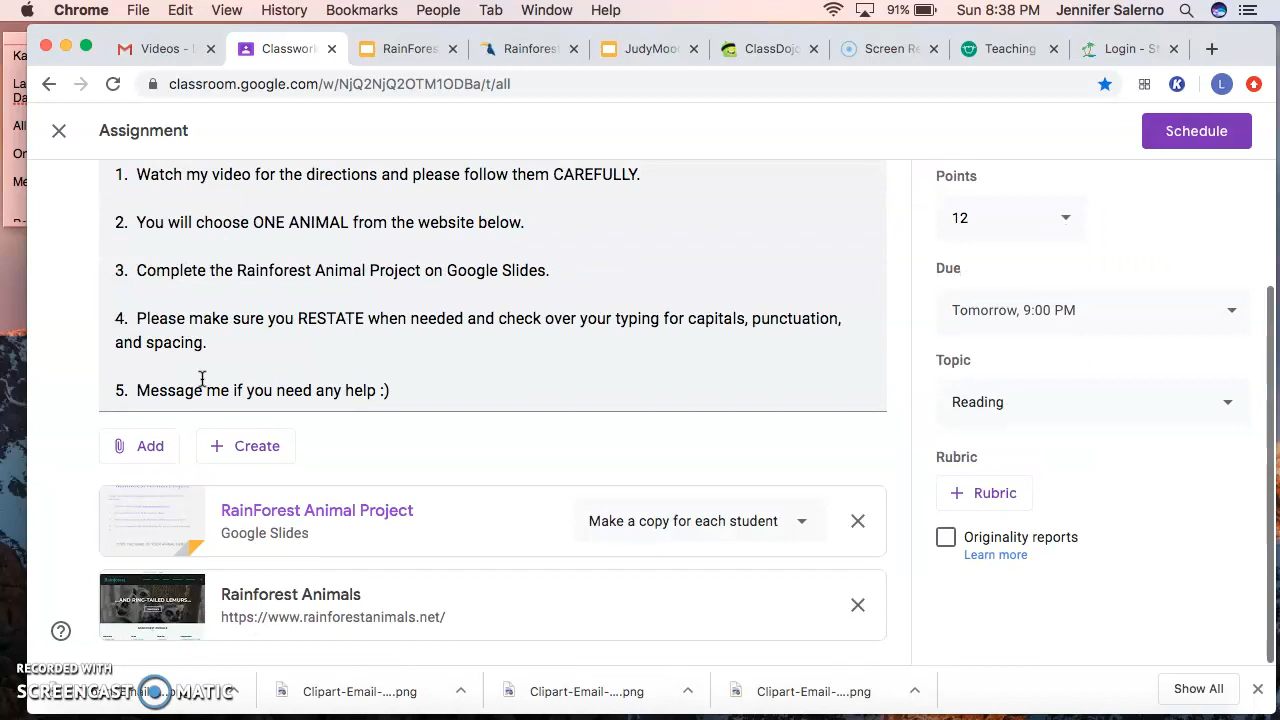 Chrome File Edit View History Bookmarks People Tab Window Help 91% Sun 8:38 PM Jennifer Salerno
Videos - Classwork RainFores Rainforest JudyMoo ClassDojo Screen Re Teaching Login - S
classroom.google.com/w/NjQ2NjQ2OTM1ODBa/t/all
Assignment
Schedule
1. Watch my video for the directions and please follow them CAREFULLY.
2. You will choose ONE ANIMAL from the website below.
3. Complete the Rainforest Animal Project on Google Slides.
4. Please make sure you RESTATE when needed and check over your typing for capitals, punctuation,
and spacing.
5. Message me if you need any help :)
Add
Create
RainForest Animal Project
Google Slides
Make a copy for each student
...AND RING-TAILED LEMURS...
Rainforest Animals
https://www.rainforestanimals.net/
Points
12
Due
Tomorrow, 9:00 PM
Topic
Reading
Rubric
Rubric
Originality reports
Learn more
RECORDED WITH
SCREENCAST MATIC
Clipart-Email-....png
Clipart-Email-....png
Clipart-Email-....png
Show All